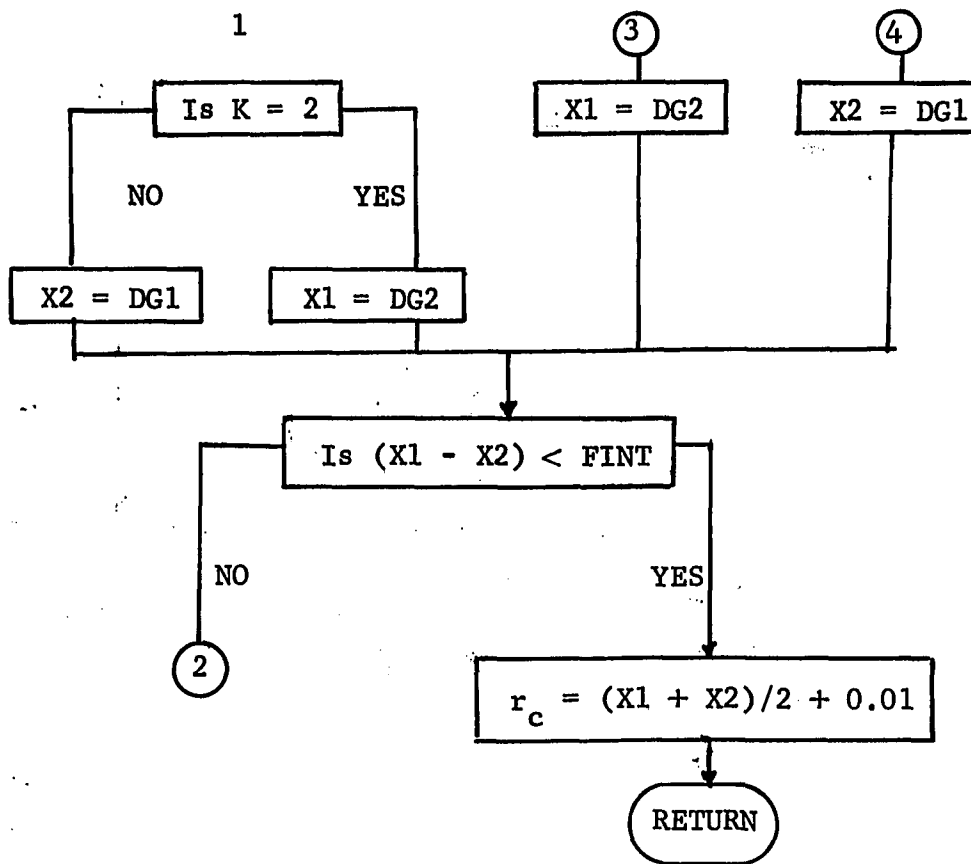 1
3
4
Is K = 2
X1 = DG2
X2 = DG1
NO
YES
X2 = DG1
X1 = DG2
Is (X1 - X2) < FINT
NO
YES
2
r_c = (X1 + X2)/2 + 0.01
RETURN